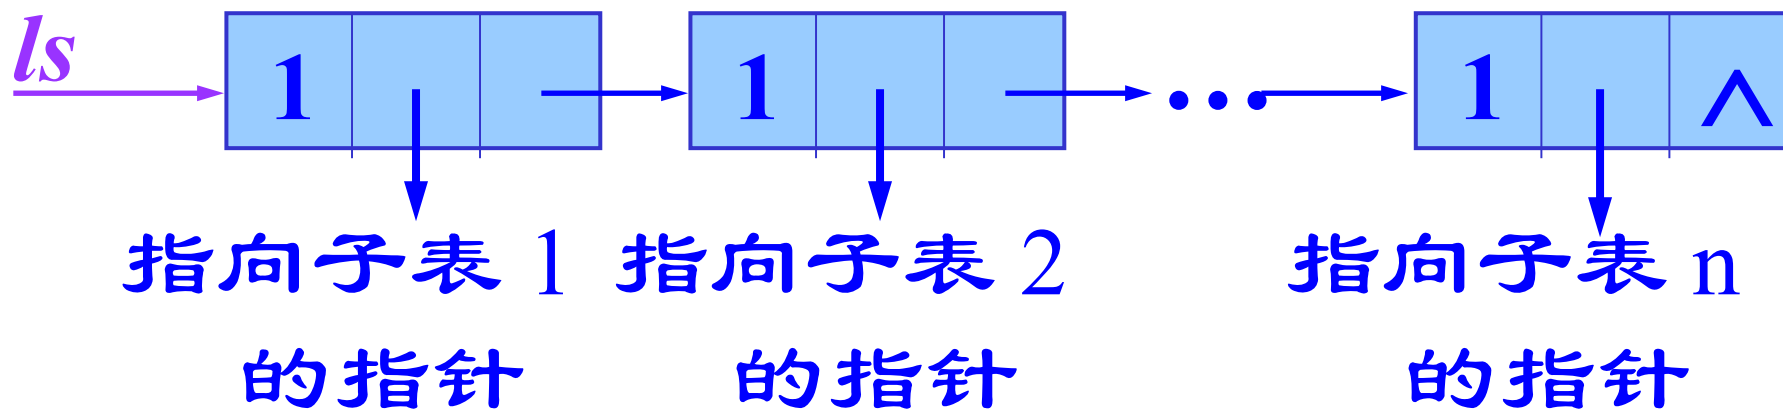 ls 1 1 ... 1 ∧
指向子表 1 指向子表 2 指向子表 n
的指针 的指针 的指针